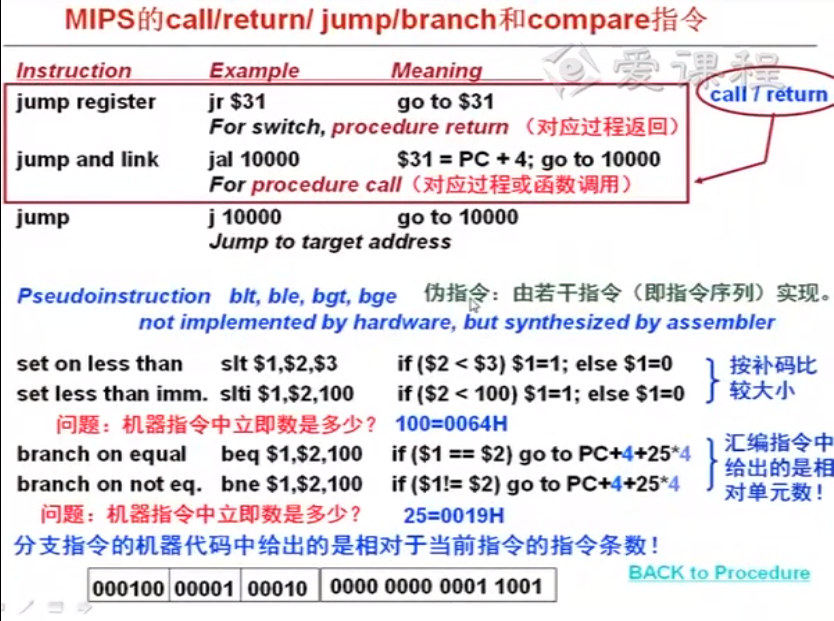 MIPS的call/return/ jump/branch和compare指令
Instruction Example Meaning
爱课程
call / return
jump register jr $31 go to $31
For switch, procedure return （对应过程返回）
jump and link jal 10000 $31 = PC + 4; go to 10000
For procedure call（对应过程或函数调用）
jump j 10000 go to 10000
Jump to target address
Pseudoinstruction blt, ble, bgt, bge 伪指令：由若干指令（即指令序列）实现。
not implemented by hardware, but synthesized by assembler
set on less than slt $1,$2,$3 if ($2 < $3) $1=1; else $1=0
set less than imm. slti $1,$2,100 if ($2 < 100) $1=1; else $1=0
按补码比
较大小
问题：机器指令中立即数是多少？ 100=0064H
branch on equal beq $1,$2,100 if ($1 == $2) go to PC+4+25*4
branch on not eq. bne $1,$2,100 if ($1!= $2) go to PC+4+25*4
汇编指令中
给出的是相
对单元数！
问题：机器指令中立即数是多少？ 25=0019H
分支指令的机器代码中给出的是相对于当前指令的指令条数！
000100 00001 00010 0000 0000 0001 1001
BACK to Procedure